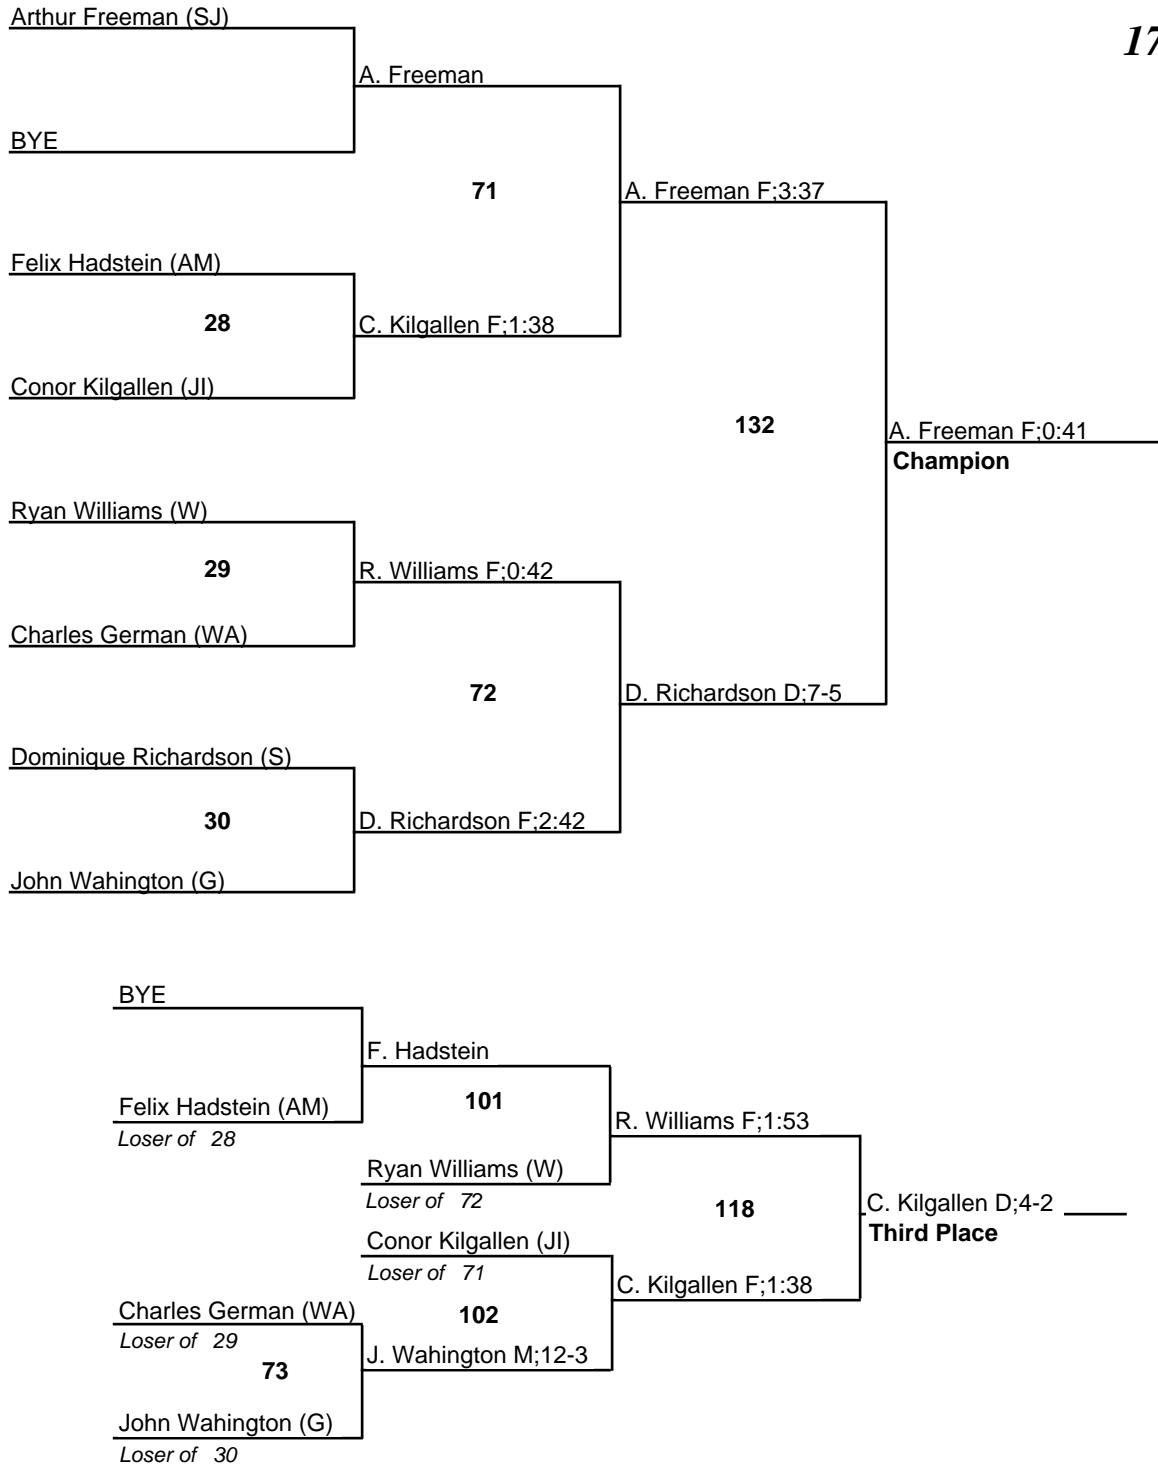 Arthur Freeman (SJ)
17
A. Freeman
BYE
71
A. Freeman F;3:37
Felix Hadstein (AM)
28
C. Kilgallen F;1:38
Conor Kilgallen (JI)
132
A. Freeman F;0:41
Champion
Ryan Williams (W)
29
R. Williams F;0:42
Charles German (WA)
72
D. Richardson D;7-5
Dominique Richardson (S)
30
D. Richardson F;2:42
John Wahington (G)
BYE
F. Hadstein
Felix Hadstein (AM)
Loser of 28
101
R. Williams F;1:53
Ryan Williams (W)
Loser of 72
118
C. Kilgallen D;4-2
Third Place
Conor Kilgallen (JI)
Loser of 71
C. Kilgallen F;1:38
Charles German (WA)
Loser of 29
102
73
J. Wahington M;12-3
John Wahington (G)
Loser of 30